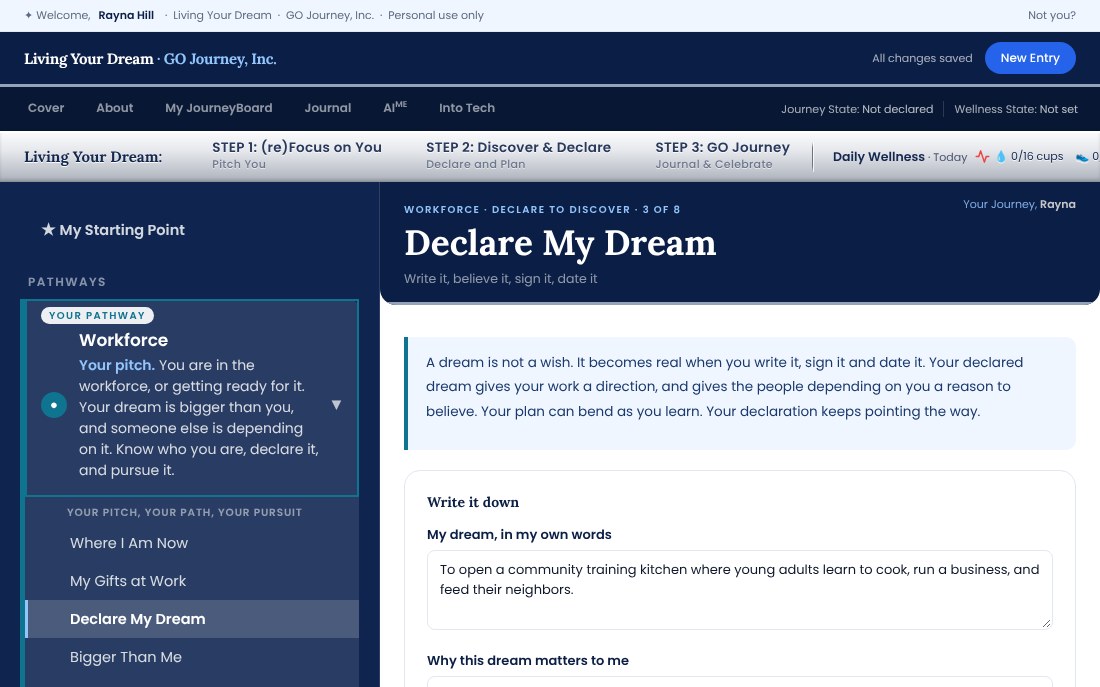 ✦ Welcome, Rayna Hill · Living Your Dream · GO Journey, Inc. · Personal use only
Not you?
Living Your Dream · GO Journey, Inc.
All changes saved
New Entry
Cover
About
My JourneyBoard
Journal
AIME
Into Tech
Journey State: Not declared
Wellness State: Not set
Living Your Dream:
STEP 1: (re)Focus on You
Pitch You
STEP 2: Discover & Declare
Declare and Plan
STEP 3: GO Journey
Journal & Celebrate
Daily Wellness · Today 0/16 cups 0
★ My Starting Point
PATHWAYS
YOUR PATHWAY
Workforce
Your pitch. You are in the
workforce, or getting ready for it.
Your dream is bigger than you,
and someone else is depending
on it. Know who you are, declare it,
and pursue it.
▼
YOUR PITCH, YOUR PATH, YOUR PURSUIT
Where I Am Now
My Gifts at Work
Declare My Dream
Bigger Than Me
WORKFORCE · DECLARE TO DISCOVER · 3 OF 8
Your Journey, Rayna
Declare My Dream
Write it, believe it, sign it, date it
A dream is not a wish. It becomes real when you write it, sign it and date it. Your declared
dream gives your work a direction, and gives the people depending on you a reason to
believe. Your plan can bend as you learn. Your declaration keeps pointing the way.
Write it down
My dream, in my own words
To open a community training kitchen where young adults learn to cook, run a business, and
feed their neighbors.
Why this dream matters to me